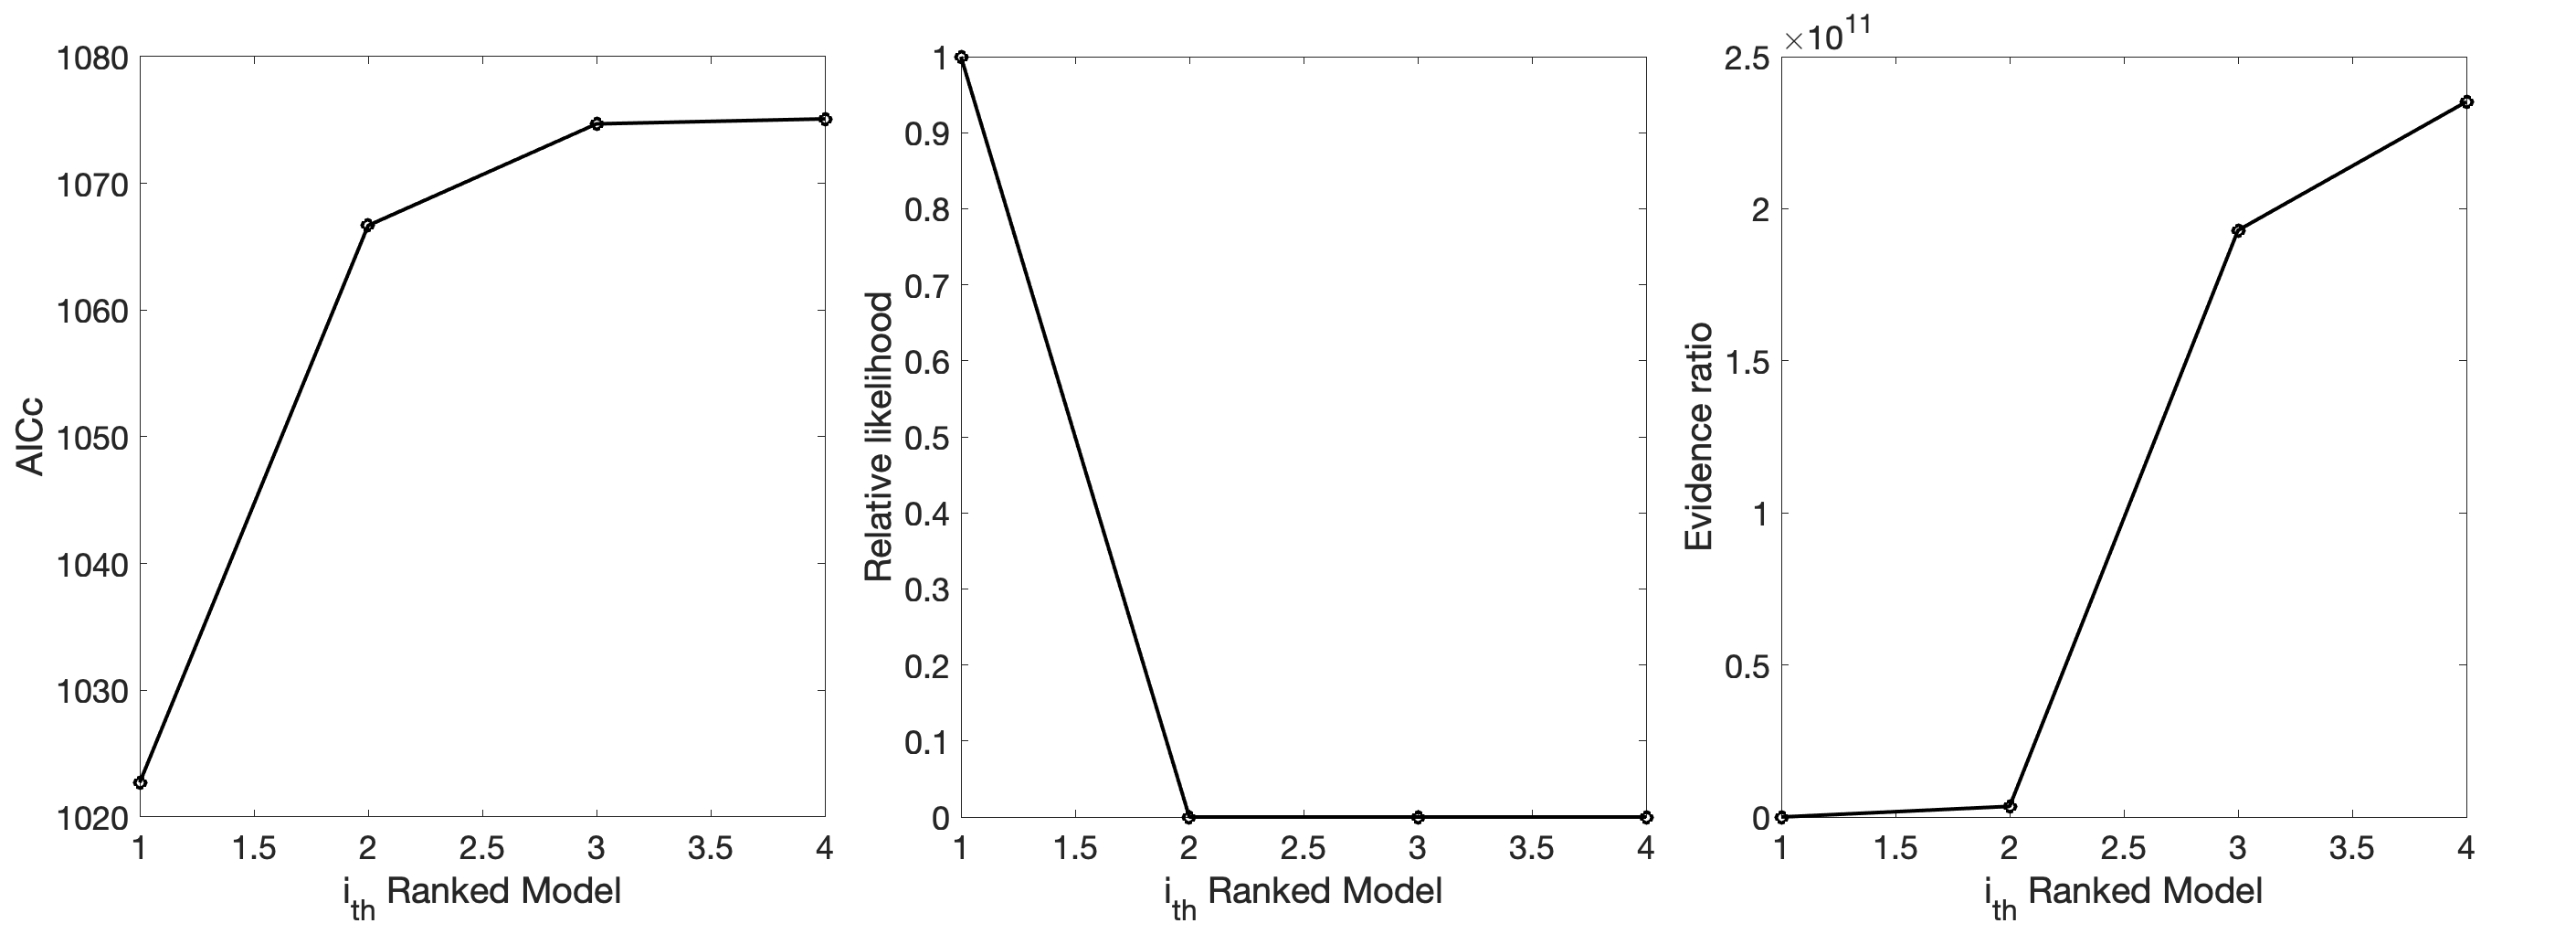 1080
1070
1060
1050
1040
1030
1020
AICc
1 1.5 2 2.5 3 3.5 4
i_th Ranked Model
1
0.9
0.8
0.7
0.6
0.5
0.4
0.3
0.2
0.1
0
Relative likelihood
1 1.5 2 2.5 3 3.5 4
i_th Ranked Model
×10^11
2.5
2
1.5
1
0.5
0
Evidence ratio
1 1.5 2 2.5 3 3.5 4
i_th Ranked Model